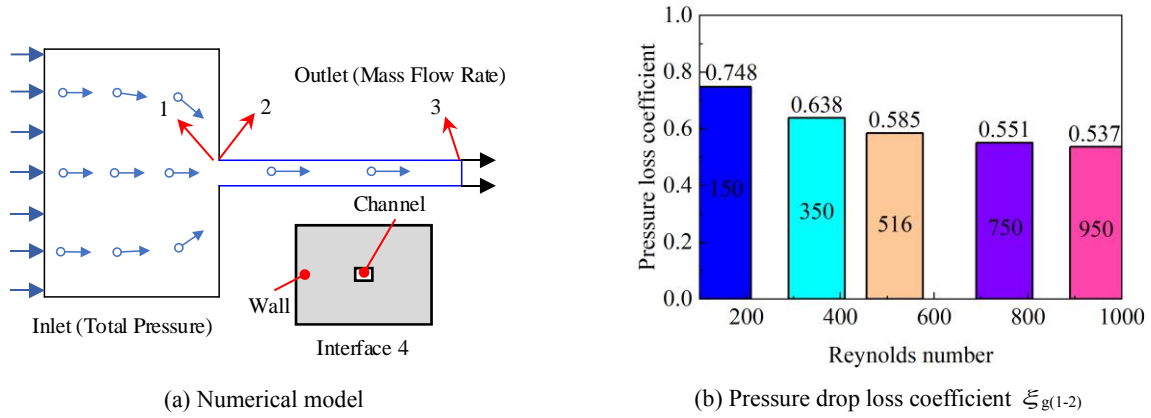 Outlet (Mass Flow Rate)
1
2
3
Channel
Wall
Inlet (Total Pressure)
Interface 4
(a) Numerical model
Pressure loss coefficient
1.0
0.8
0.6
0.4
0.2
0.0
0.748
0.638
0.585
0.551
0.537
150
350
516
750
950
200
400
600
800
1000
Reynolds number
(b) Pressure drop loss coefficient ξg(1-2)